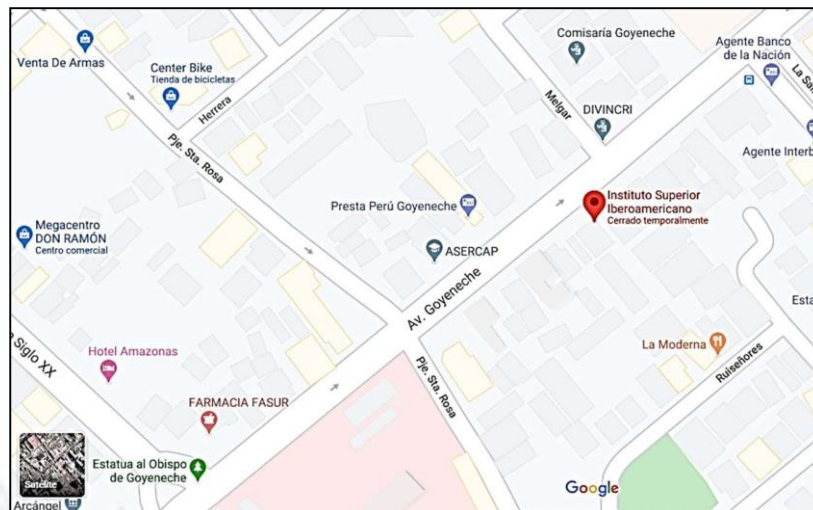 Venta De Armas
Center Bike
Tienda de bicicletas
Herrera
Pje. Sta. Rosa
Comisaría Goyeneche
Agente Banco
de la Nación
Melgar
DIVINCRI
Presta Perú Goyeneche
Instituto Superior
Iberoamericano
Cerrado temporalmente
Agente Interb
Megacentro
DON RAMÓN
Centro comercial
ASERCAP
Av. Goyeneche
Siglo XX
Hotel Amazonas
La Moderna
Ruiseñores
Esta
Pje. Sta. Rosa
FARMACIA FASUR
Estatua al Obispo
de Goyeneche
Satélite
Arcángel
Google